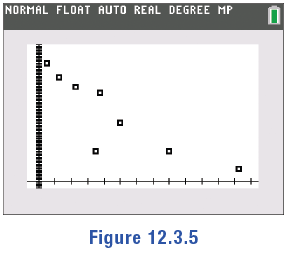 NORMAL FLOAT AUTO REAL DEGREE MP
Figure 12.3.5